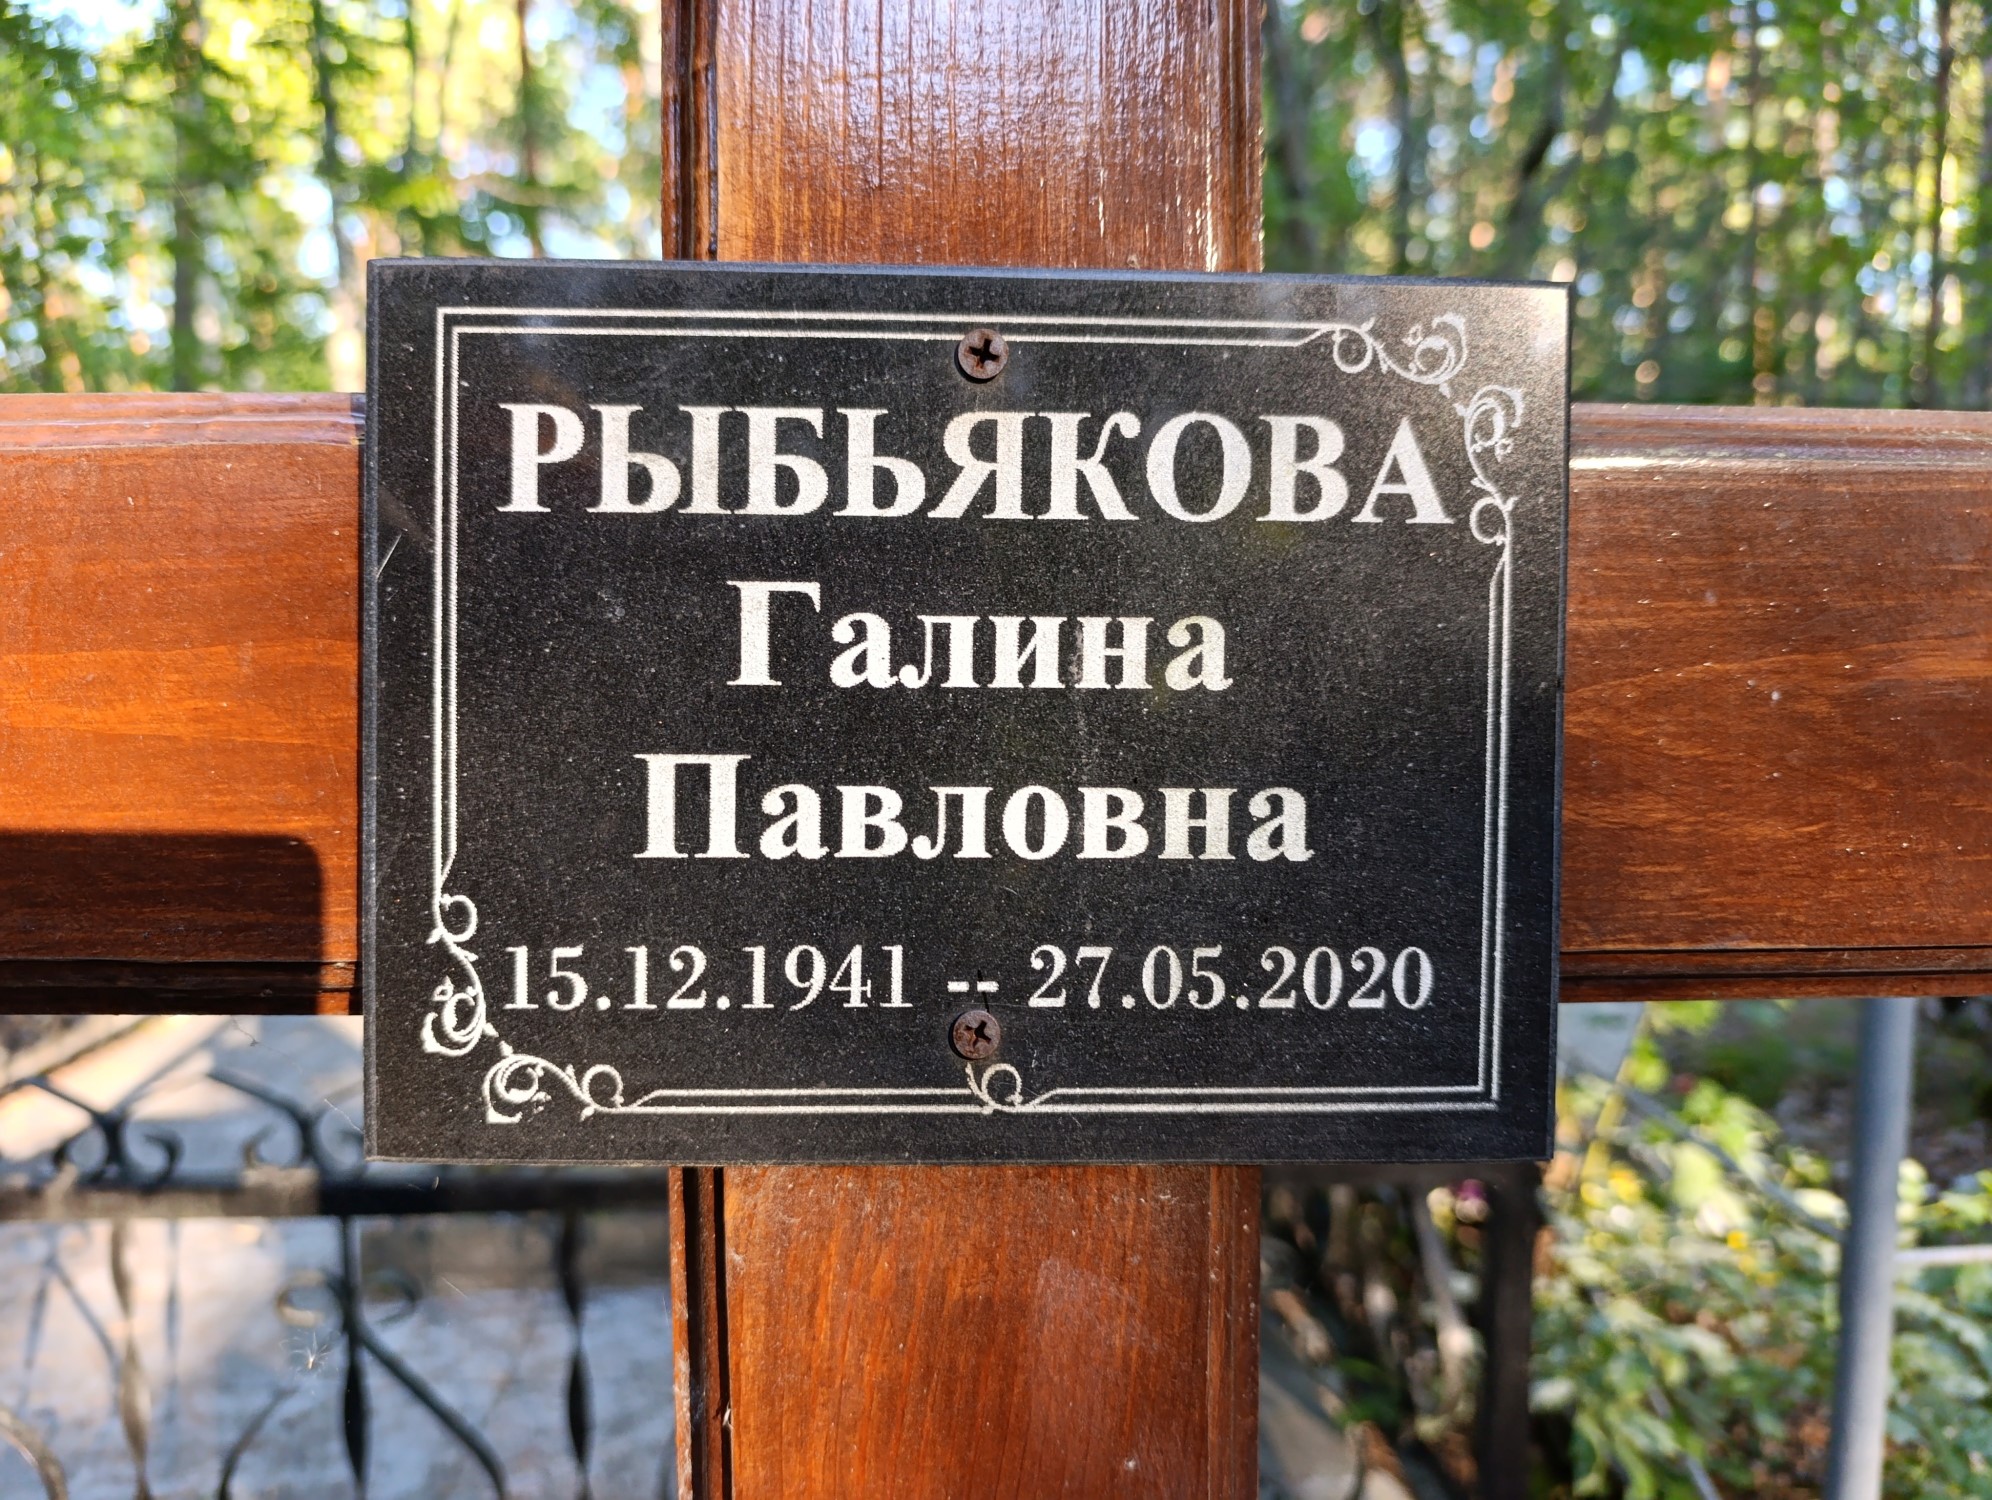 РЫБЬЯКОВА
Галина
Павловна
15.12.1941 -- 27.05.2020